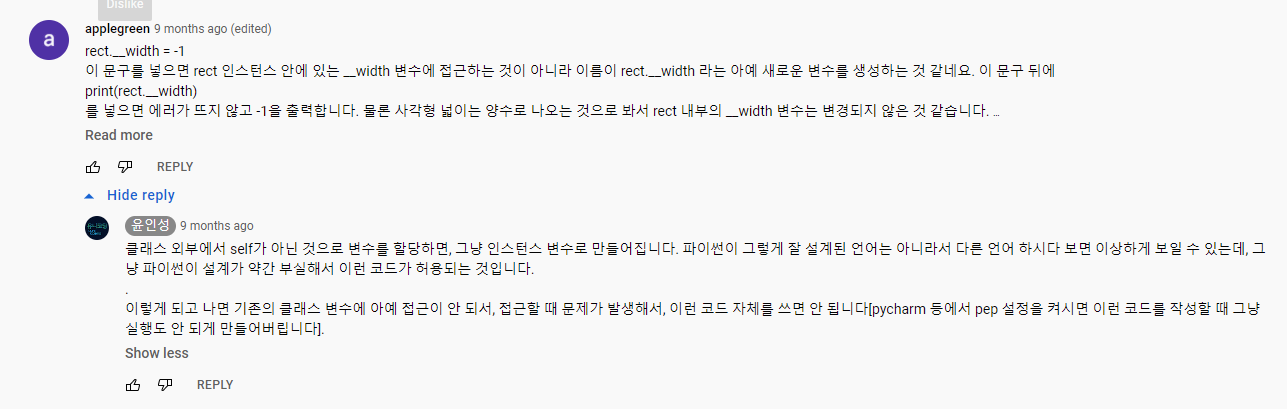 Dislike
a
applegreen 9 months ago (edited)
rect.__width = -1
이 문구를 넣으면 rect 인스턴스 안에 있는 __width 변수에 접근하는 것이 아니라 이름이 rect.__width 라는 아예 새로운 변수를 생성하는 것 같네요. 이 문구 뒤에
print(rect.__width)
를 넣으면 에러가 뜨지 않고 -1을 출력합니다. 물론 사각형 넓이는 양수로 나오는 것으로 봐서 rect 내부의 __width 변수는 변경되지 않은 것 같습니다. …
Read more
REPLY
Hide reply
윤인성 9 months ago
클래스 외부에서 self가 아닌 것으로 변수를 할당하면, 그냥 인스턴스 변수로 만들어집니다. 파이썬이 그렇게 잘 설계된 언어는 아니라서 다른 언어 하시다 보면 이상하게 보일 수 있는데, 그
냥 파이썬이 설계가 약간 부실해서 이런 코드가 허용되는 것입니다.
.
이렇게 되고 나면 기존의 클래스 변수에 아예 접근이 안 되서, 접근할 때 문제가 발생해서, 이런 코드 자체를 쓰면 안 됩니다[pycharm 등에서 pep 설정을 켜시면 이런 코드를 작성할 때 그냥
실행도 안 되게 만들어버립니다].
Show less
REPLY